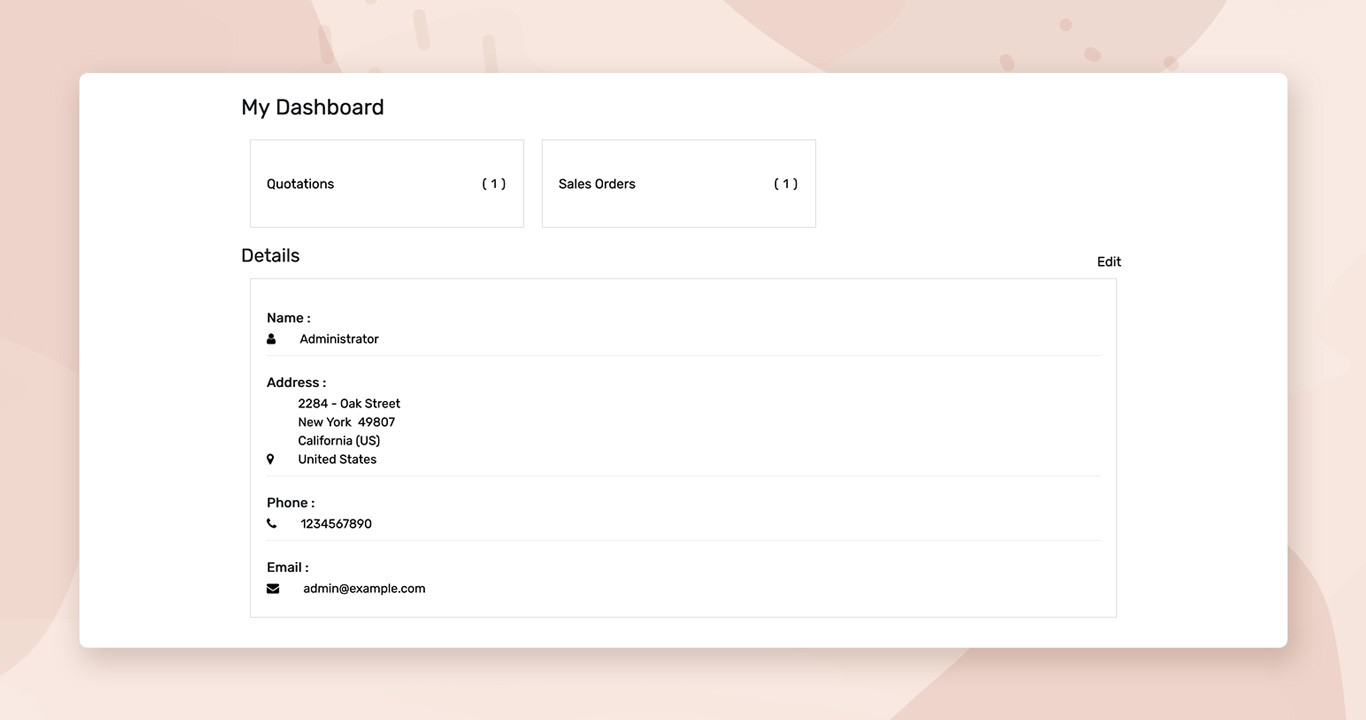 My Dashboard
Quotations ( 1 )
Sales Orders ( 1 )
Details
Edit
Name :
Administrator
Address :
2284 - Oak Street
New York  49807
California (US)
United States
Phone :
1234567890
Email :
admin@example.com